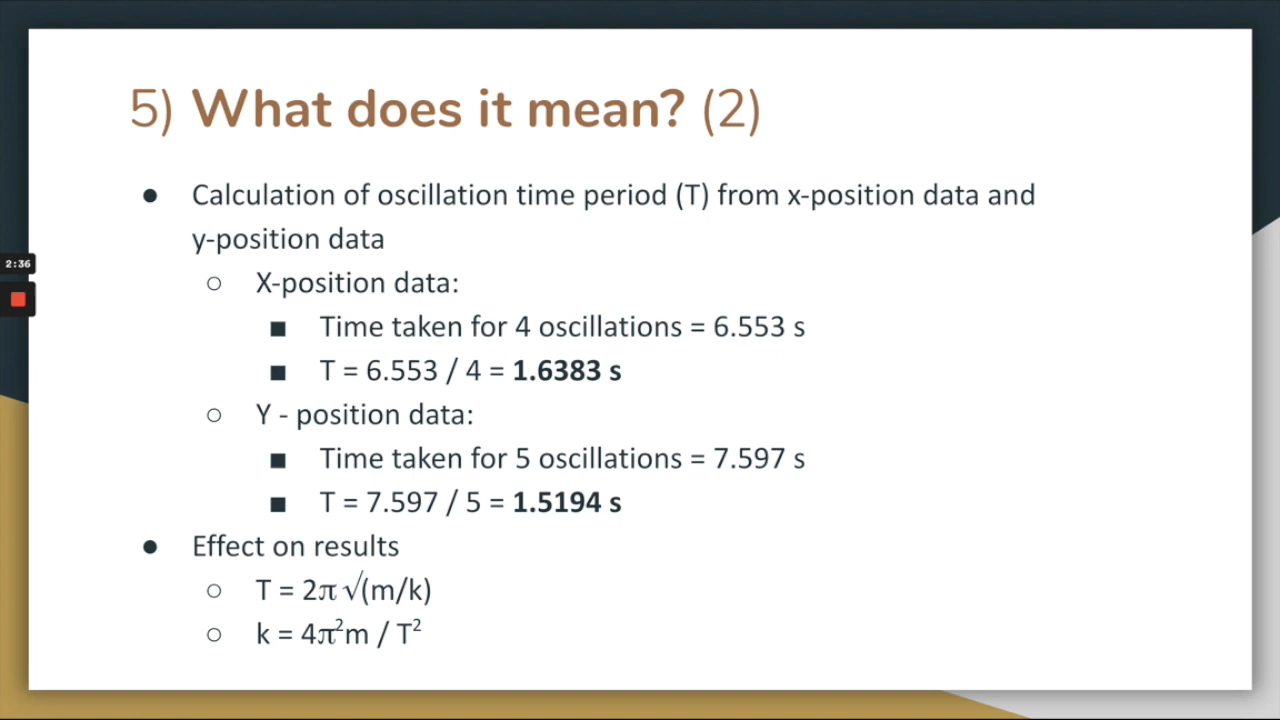 5) What does it mean? (2)
● Calculation of oscillation time period (T) from x-position data and
y-position data
○ X-position data:
■ Time taken for 4 oscillations = 6.553 s
■ T = 6.553 / 4 = 1.6383 s
○ Y - position data:
■ Time taken for 5 oscillations = 7.597 s
■ T = 7.597 / 5 = 1.5194 s
● Effect on results
○ T = 2π √(m/k)
○ k = 4π²m / T²
2:36